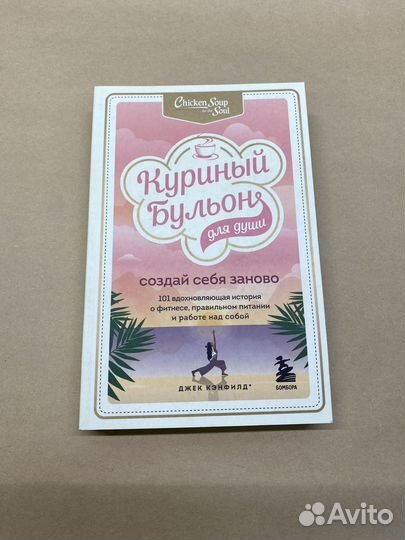 Chicken Soup
for the
Soul
Куриный
Бульон
для души
создай себя заново
101 вдохновляющая история
о фитнесе, правильном питании
и работе над собой
ДЖЕК КЭНФИЛД*
БОМБОРА
Avito